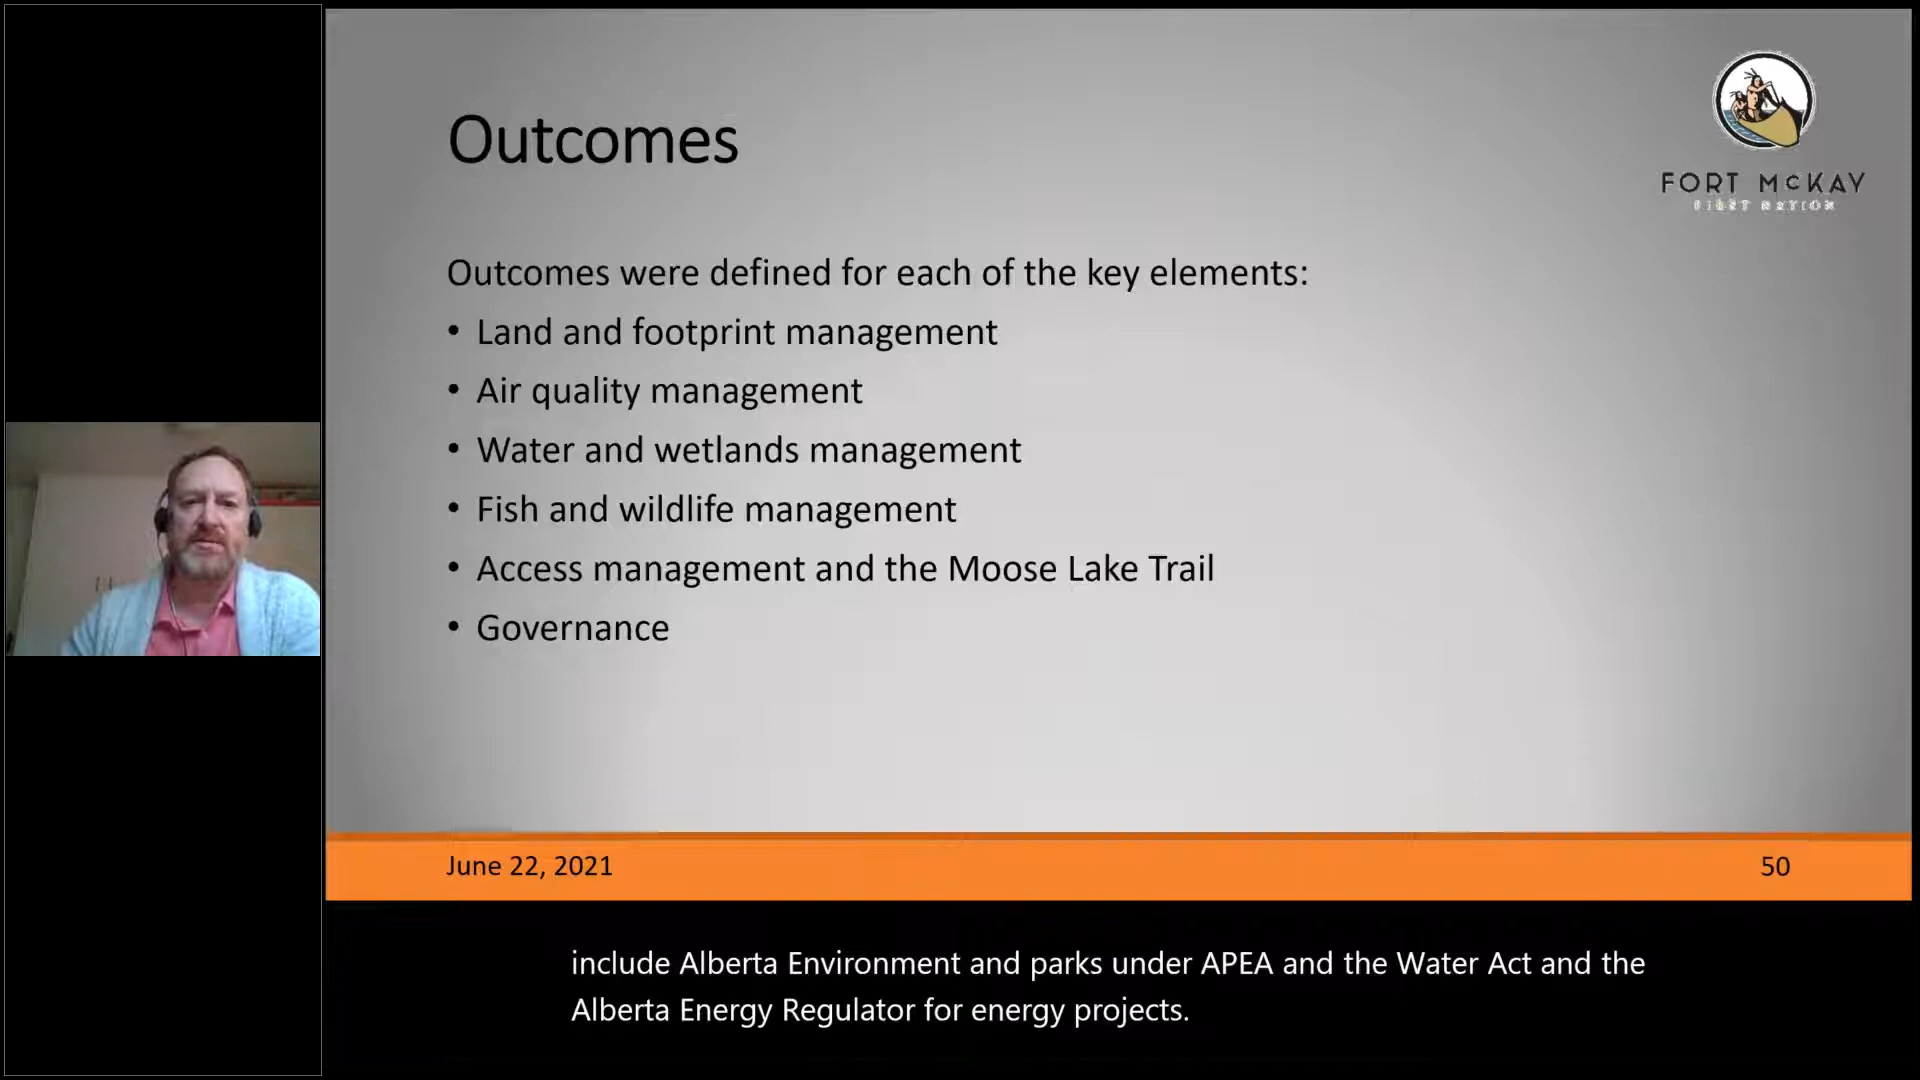 Outcomes
FORT McKAY
FIRST NATION
Outcomes were defined for each of the key elements:
• Land and footprint management
• Air quality management
• Water and wetlands management
• Fish and wildlife management
• Access management and the Moose Lake Trail
• Governance
June 22, 2021
50
include Alberta Environment and parks under APEA and the Water Act and the
Alberta Energy Regulator for energy projects.